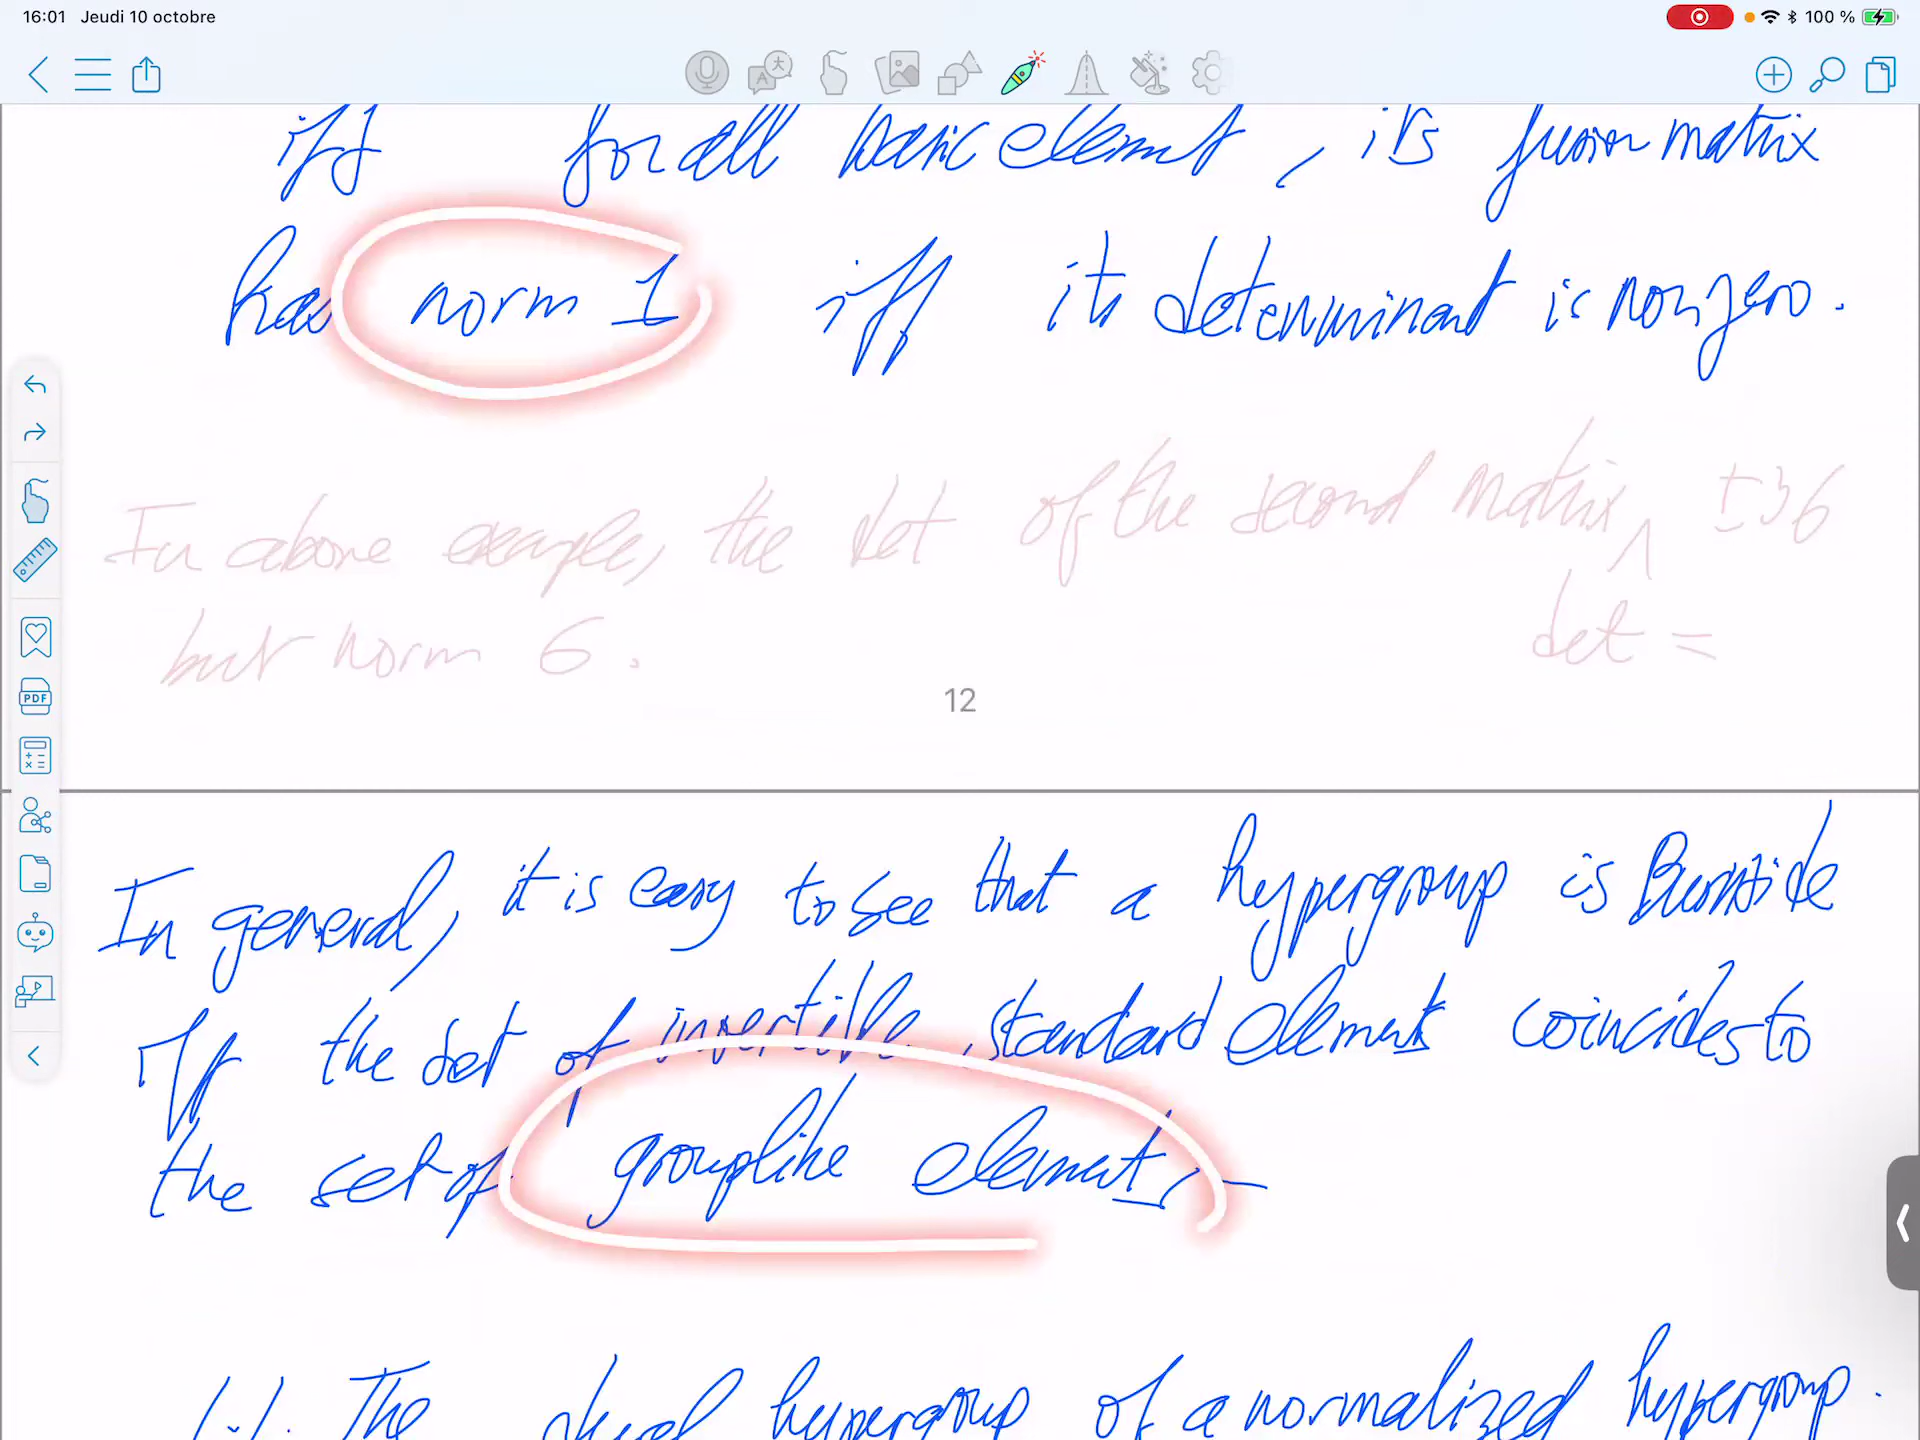 16:01 Jeudi 10 octobre 100 %
iff for all basic element, its fusion matrix
has norm 1 iff its determinant is nonzero.
In above example, the det of the second matrix, ±36
but norm 6. det =
12
PDF
In general, it is easy to see that a hypergroup is Burnside
iff the set of invertible standard elements coincides to
the set of grouplike elements.
The dual hypergroup of a normalized hypergroup.